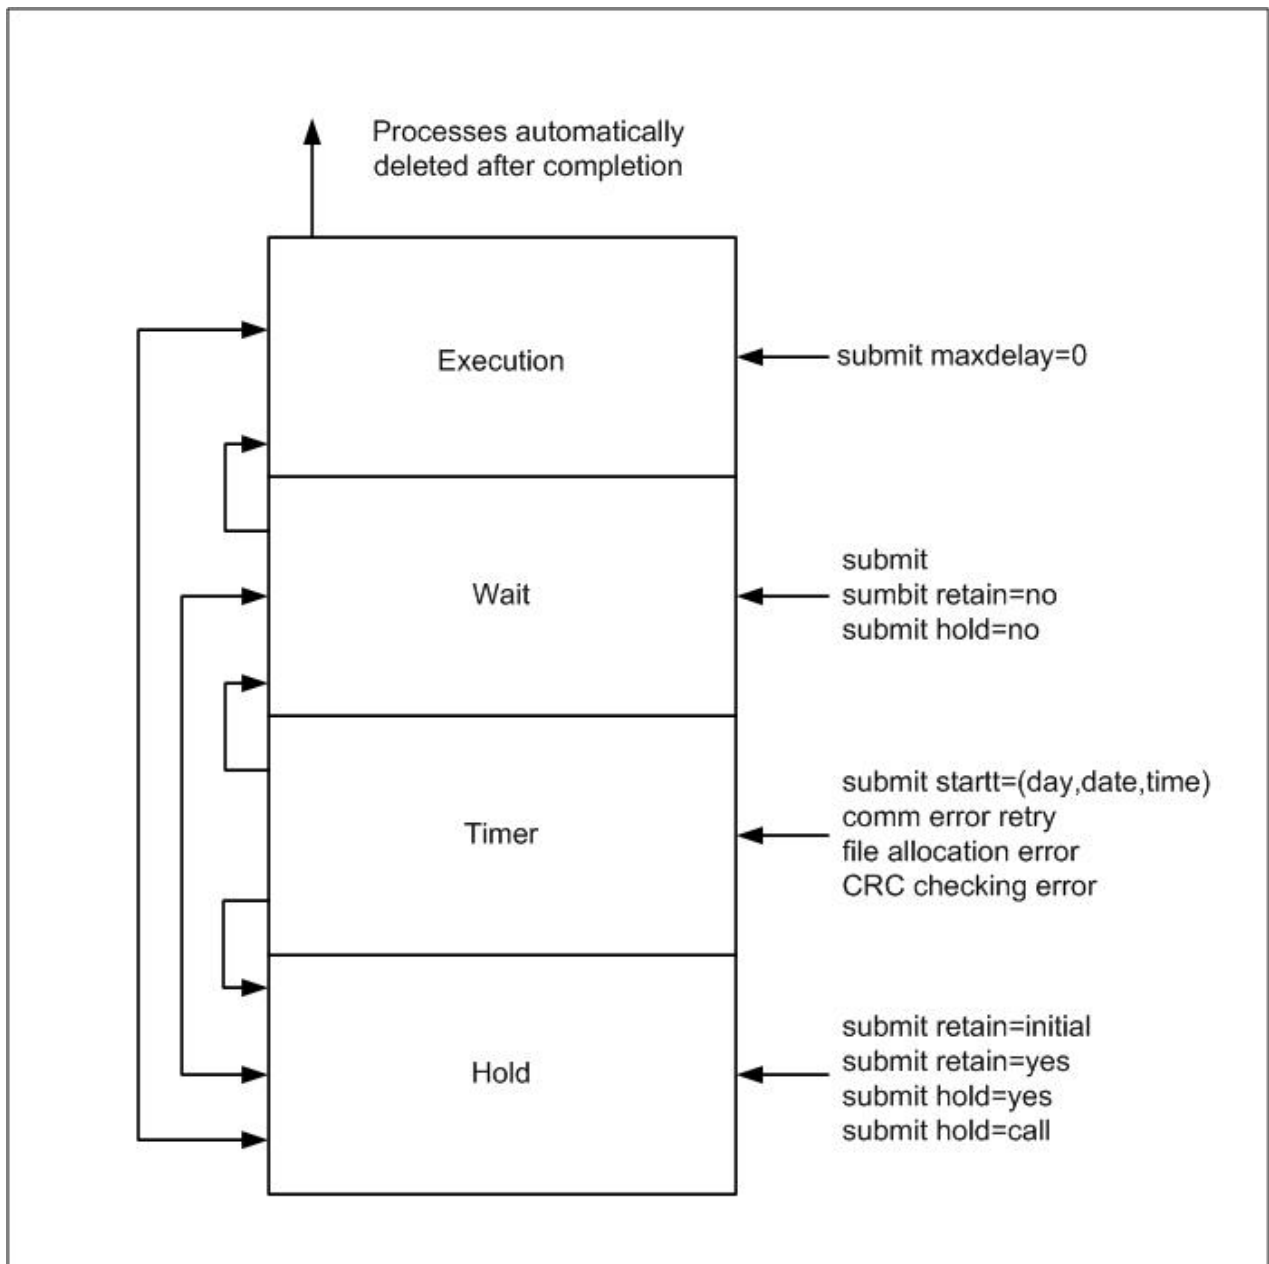 Processes automatically
deleted after completion
Execution
submit maxdelay=0
Wait
submit
sumbit retain=no
submit hold=no
Timer
submit startt=(day,date,time)
comm error retry
file allocation error
CRC checking error
Hold
submit retain=initial
submit retain=yes
submit hold=yes
submit hold=call